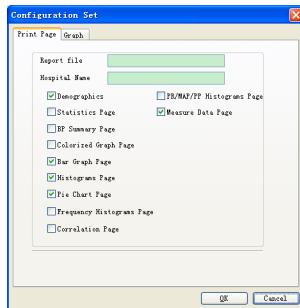 Configuration Set
Print Page Graph
Report file
Hospital Name
Demographics PR/MAP/PP Histograms Page
Statistics Page Measure Data Page
BP Summary Page
Colorized Graph Page
Bar Graph Page
Histograms Page
Pie Chart Page
Frequency Histograms Page
Correlation Page
OK Cancel